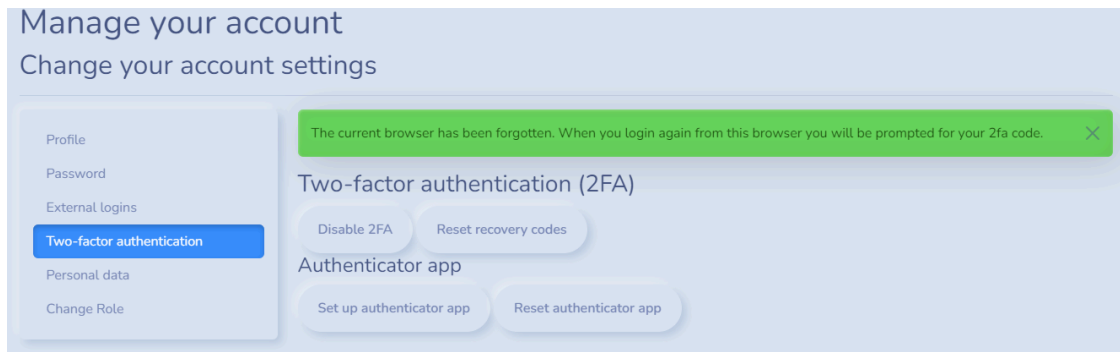 Manage your account
Change your account settings
Profile
Password
External logins
Two-factor authentication
Personal data
Change Role
The current browser has been forgotten. When you login again from this browser you will be prompted for your 2fa code.
Two-factor authentication (2FA)
Disable 2FA
Reset recovery codes
Authenticator app
Set up authenticator app
Reset authenticator app